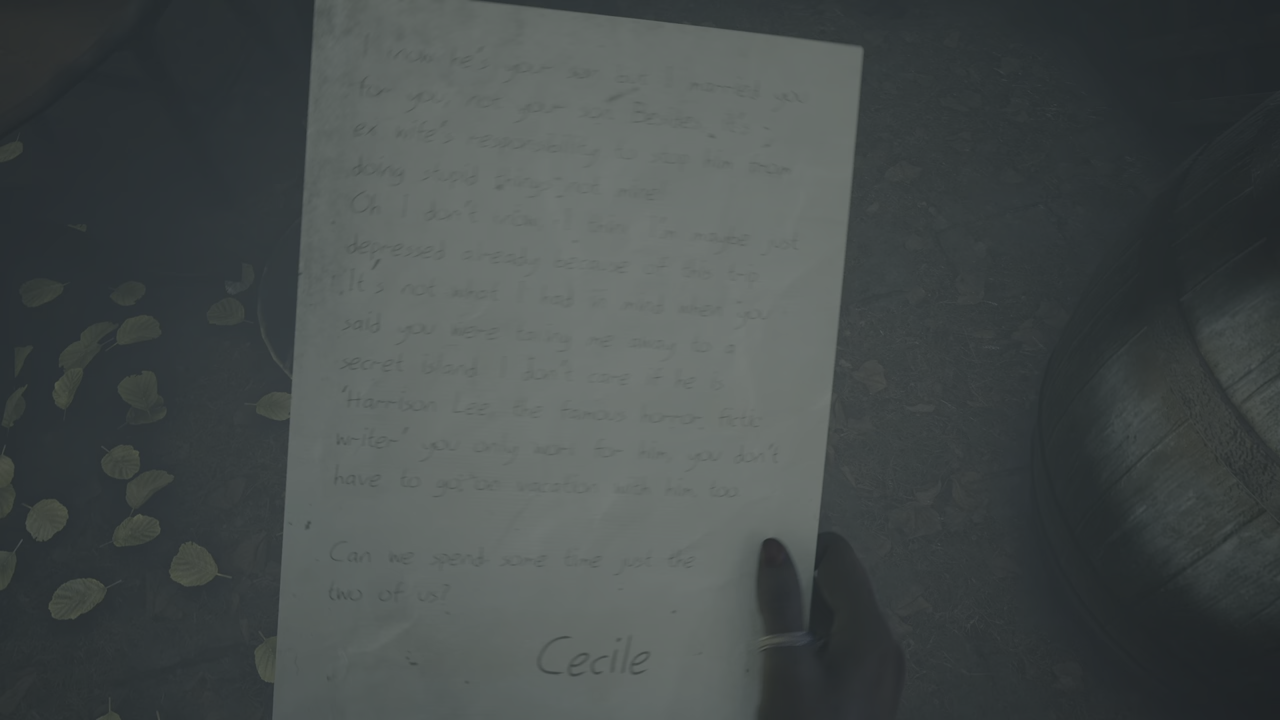 I know he's your son but I married you
for you, not your son. Besides, it's
ex wife's responsibility to stop him from
doing stupid things, not mine!
Oh I don't know. I think I'm maybe just
depressed already because of this trip.
It's not what I had in mind when you
said you were taking me away to a
secret island. I don't care if he is
'Harrison Lee, the famous horror fictic
writer' you only work for him, you don't
have to go on vacation with him too
Can we spend some time just the
two of us?
Cecile